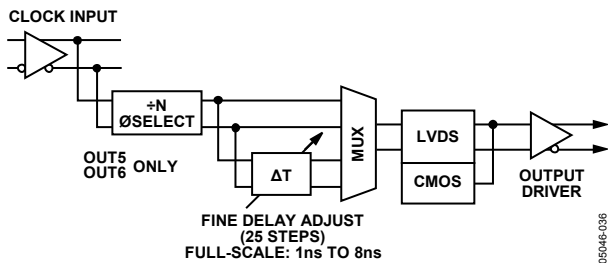 CLOCK INPUT
÷N
ØSELECT
OUT5
OUT6 ONLY
ΔT
MUX
LVDS
CMOS
OUTPUT
DRIVER
FINE DELAY ADJUST
(25 STEPS)
FULL-SCALE: 1ns TO 8ns
05046-036